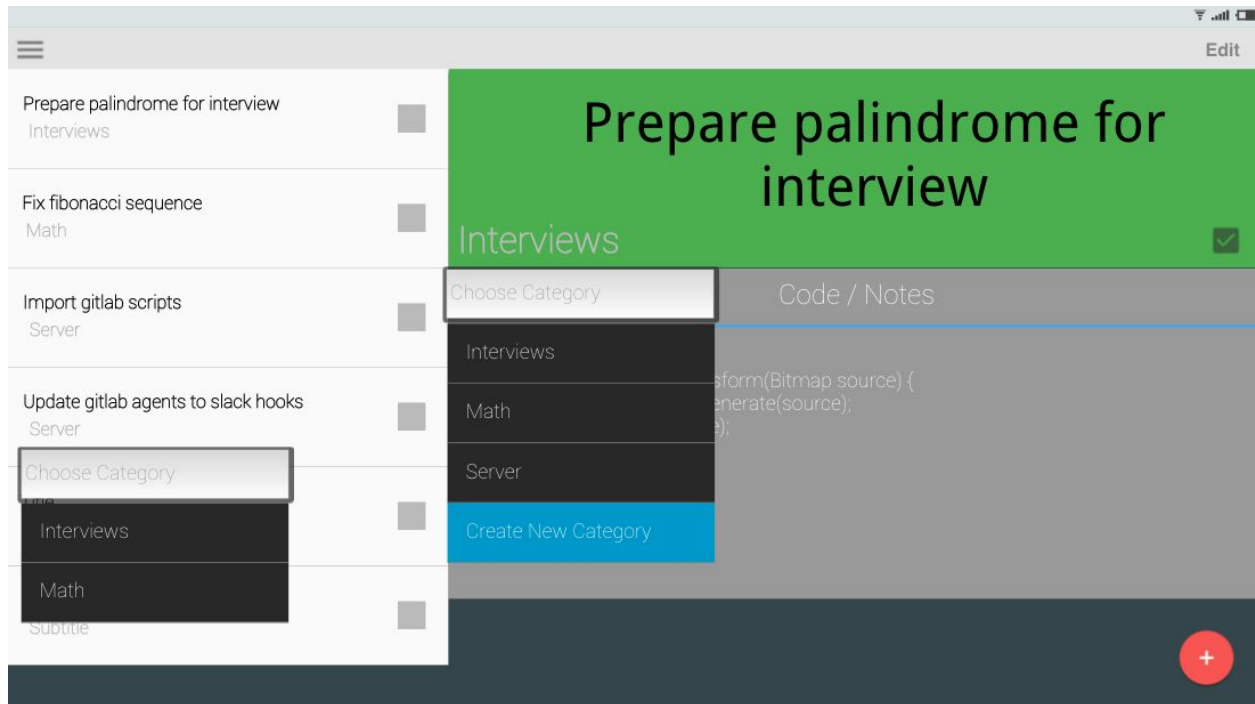 Edit
Prepare palindrome for interview
Interviews
Fix fibonacci sequence
Math
Import gitlab scripts
Server
Update gitlab agents to slack hooks
Server
Choose Category
Interviews
Math
Subtitle
Prepare palindrome for
interview
Interviews
Choose Category
Code / Notes
Interviews
Math
Server
Create New Category
(Bitmap source) {
(source);
);
+